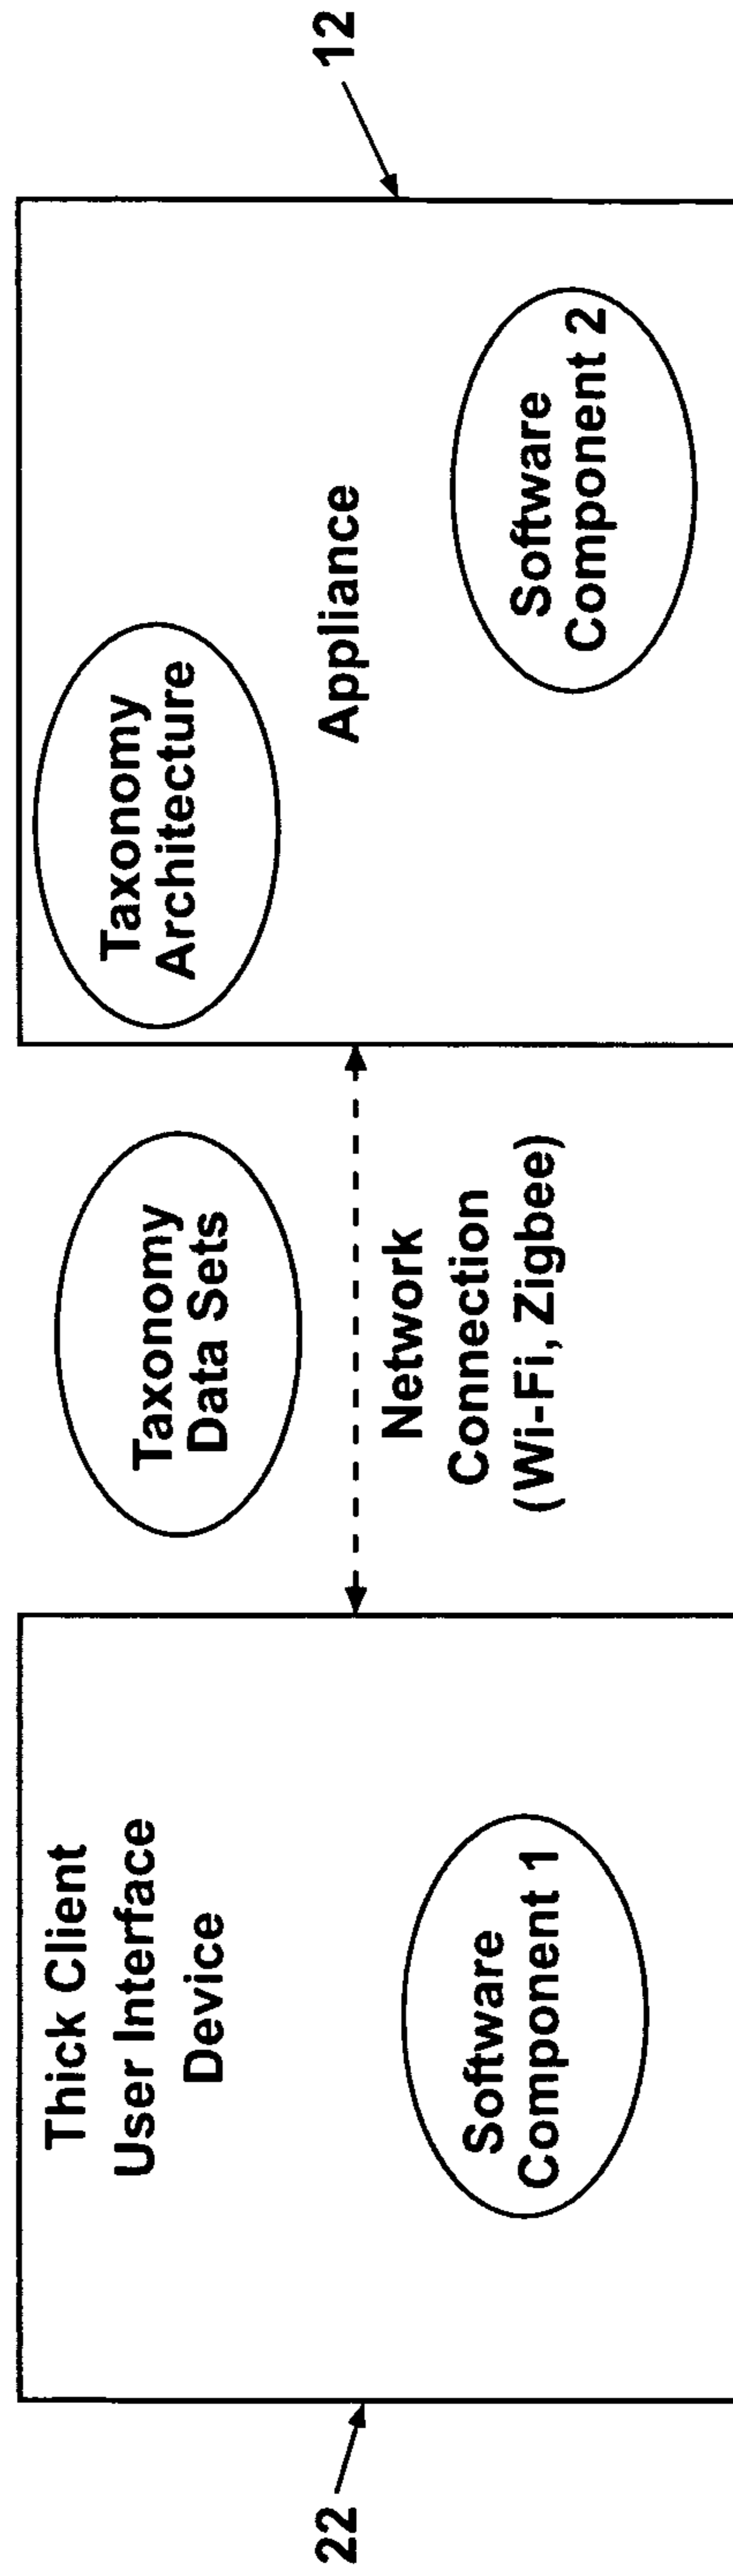 22
Thick Client
User Interface
Device
Software
Component 1
Taxonomy
Data Sets
Network
Connection
(Wi-Fi, Zigbee)
Taxonomy
Architecture
Appliance
Software
Component 2
12